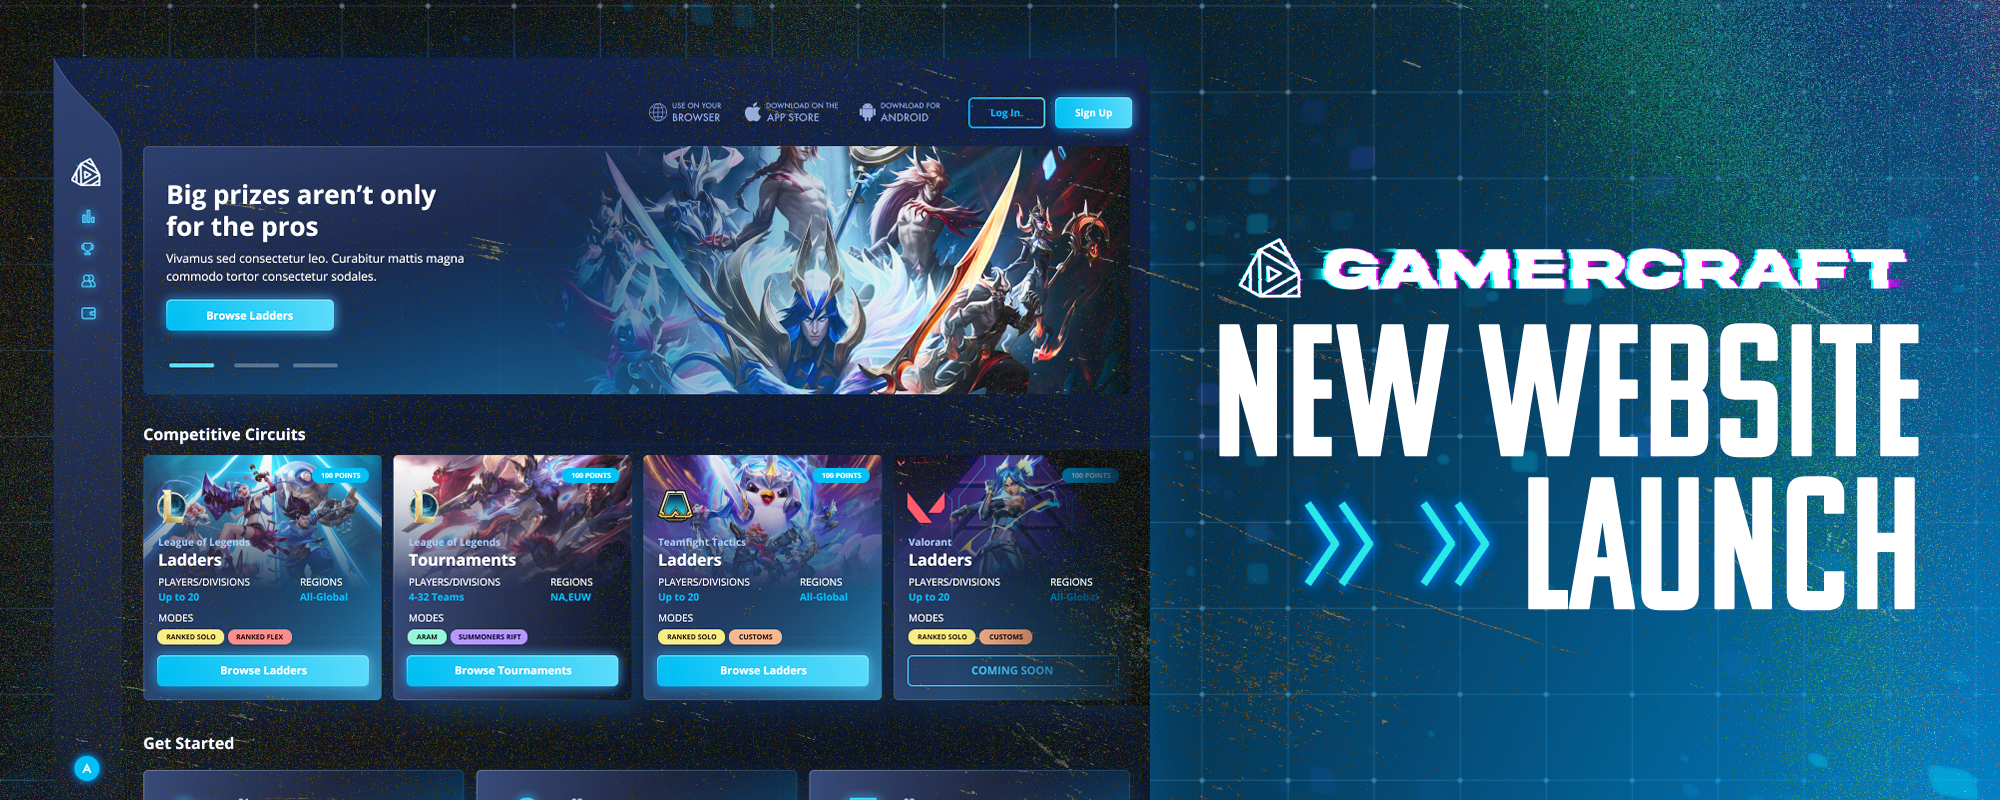 USE ON YOUR
BROWSER
DOWNLOAD ON THE
APP STORE
DOWNLOAD FOR
ANDROID
Log In
Sign Up
Big prizes aren't only
for the pros
Vivamus sed consectetur leo. Curabitur mattis magna
commodo tortor consectetur sodales.
Browse Ladders
Competitive Circuits
100 POINTS
League of Legends
Ladders
PLAYERS/DIVISIONS
REGIONS
Up to 20
All-Global
MODES
RANKED SOLO
RANKED FLEX
Browse Ladders
100 POINTS
League of Legends
Tournaments
PLAYERS/DIVISIONS
REGIONS
4-32 Teams
NA,EUW
MODES
ARAM
SUMMONERS RIFT
Browse Tournaments
100 POINTS
Teamfight Tactics
Ladders
PLAYERS/DIVISIONS
REGIONS
Up to 20
All-Global
MODES
RANKED SOLO
CUSTOMS
Browse Ladders
100 POINTS
Valorant
Ladders
PLAYERS/DIVISIONS
REGIONS
Up to 20
All-Global
MODES
RANKED SOLO
CUSTOMS
COMING SOON
Get Started
A
GAMERCRAFT
NEW WEBSITE
LAUNCH